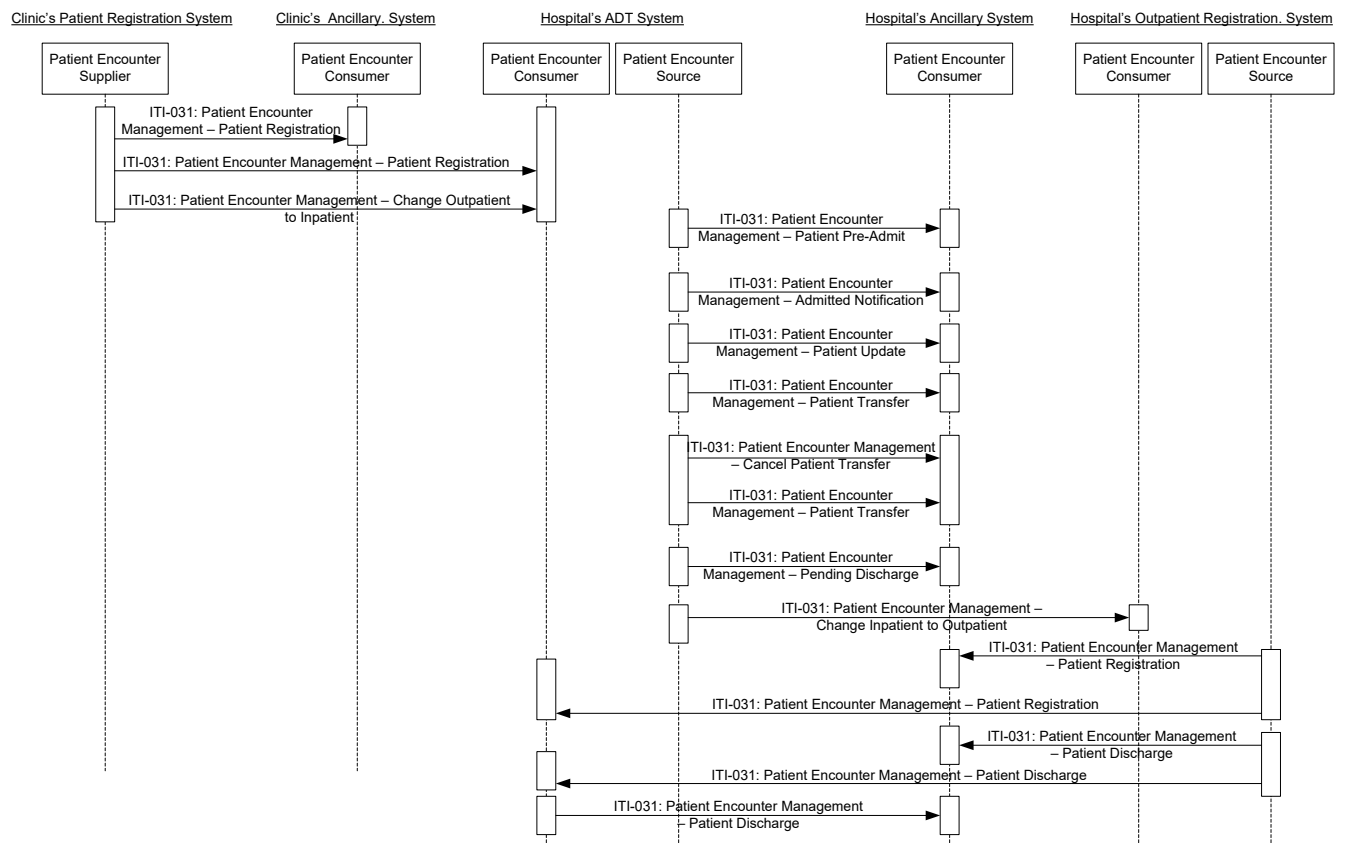 Clinic's Patient Registration System
Clinic's Ancillary. System
Hospital's ADT System
Hospital's Ancillary System
Hospital's Outpatient Registration. System
Patient Encounter
Supplier
Patient Encounter
Consumer
Patient Encounter
Consumer
Patient Encounter
Source
Patient Encounter
Consumer
Patient Encounter
Consumer
Patient Encounter
Source
ITI-031: Patient Encounter
Management – Patient Registration
ITI-031: Patient Encounter Management – Patient Registration
ITI-031: Patient Encounter Management – Change Outpatient
to Inpatient
ITI-031: Patient Encounter
Management – Patient Pre-Admit
ITI-031: Patient Encounter
Management – Admitted Notification
ITI-031: Patient Encounter
Management – Patient Update
ITI-031: Patient Encounter
Management – Patient Transfer
ITI-031: Patient Encounter Management
– Cancel Patient Transfer
ITI-031: Patient Encounter
Management – Patient Transfer
ITI-031: Patient Encounter
Management – Pending Discharge
ITI-031: Patient Encounter Management –
Change Inpatient to Outpatient
ITI-031: Patient Encounter Management
– Patient Registration
ITI-031: Patient Encounter Management – Patient Registration
ITI-031: Patient Encounter Management
– Patient Discharge
ITI-031: Patient Encounter Management – Patient Discharge
ITI-031: Patient Encounter Management
– Patient Discharge